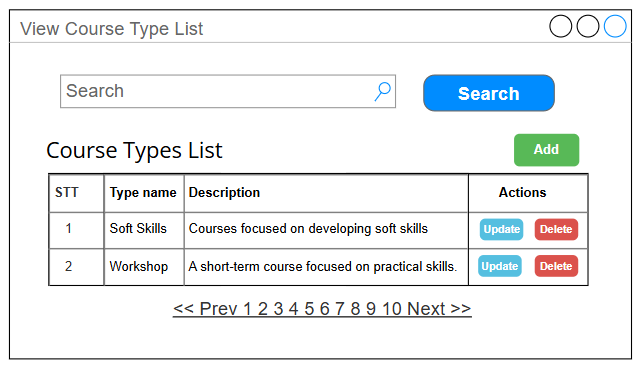 View Course Type List
Search Search
Course Types List Add
STT Type name Description Actions
1 Soft Skills Courses focused on developing soft skills Update Delete
2 Workshop A short-term course focused on practical skills. Update Delete
<< Prev 1 2 3 4 5 6 7 8 9 10 Next >>